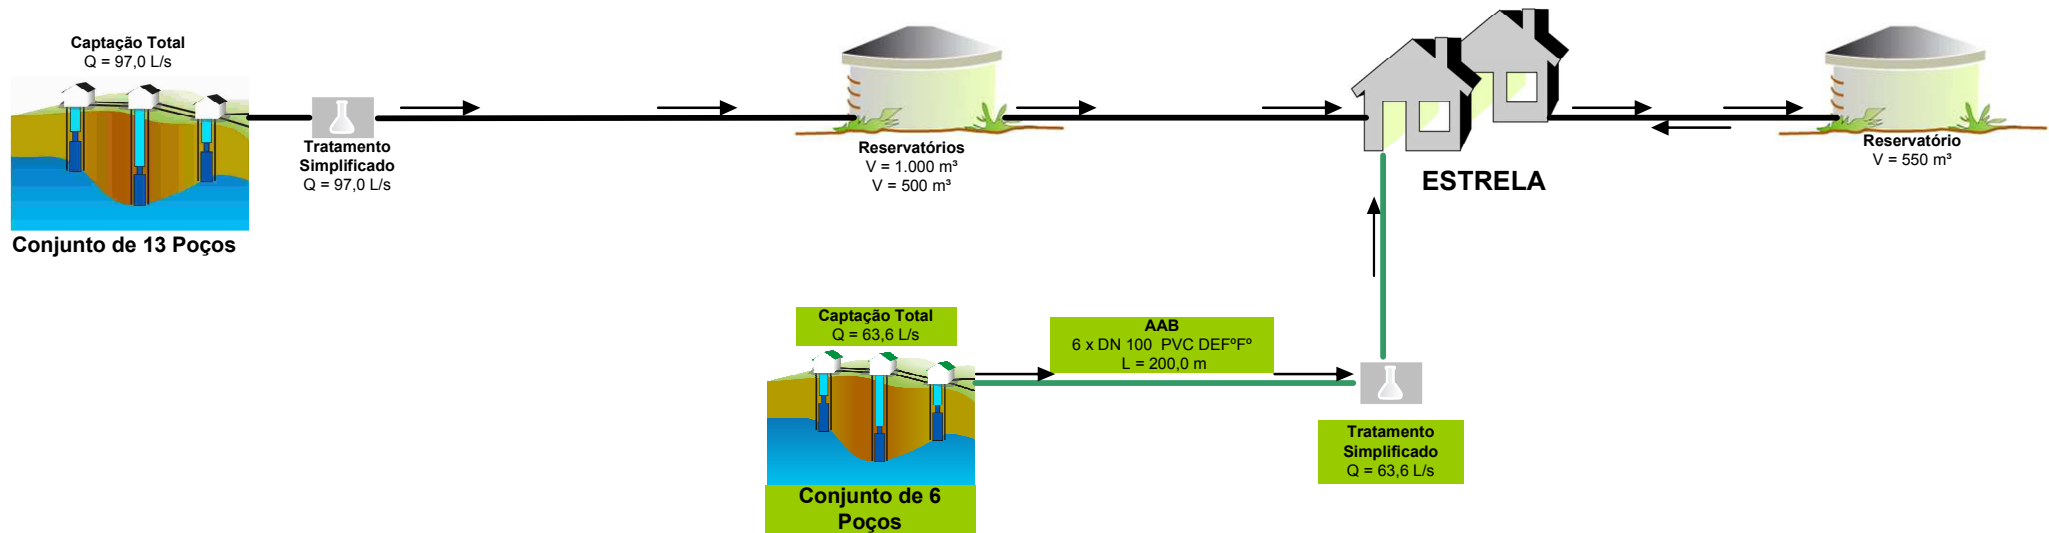 Captação Total
Q = 97,0 L/s
Tratamento
Simplificado
Q = 97,0 L/s
Conjunto de 13 Poços
Reservatórios
V = 1.000 m³
V = 500 m³
ESTRELA
Reservatório
V = 550 m³
Captação Total
Q = 63,6 L/s
AAB
6 x DN 100 PVC DEFºFº
L = 200,0 m
Tratamento
Simplificado
Q = 63,6 L/s
Conjunto de 6
Poços